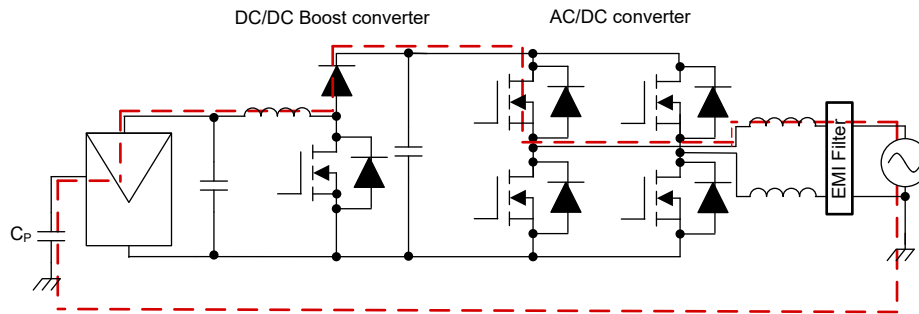 DC/DC Boost converter
AC/DC converter
EMI Filter
CP